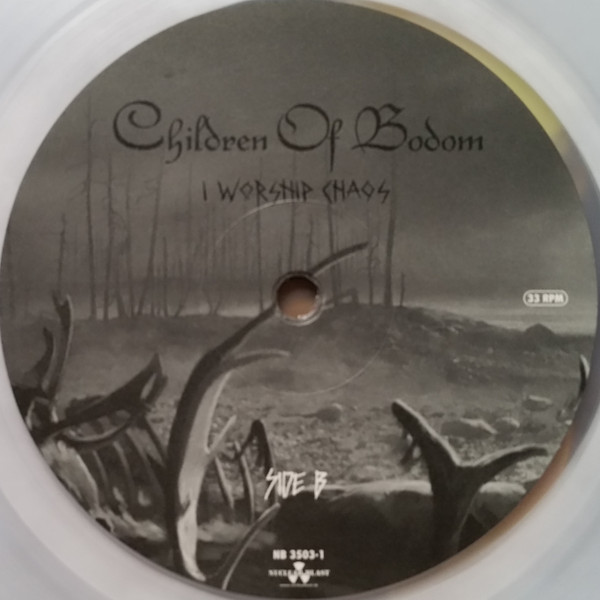 Children Of Bodom
I WORSHIP CHAOS
33 RPM
SIDE B
NB 3503-1
NUCLEAR BLAST